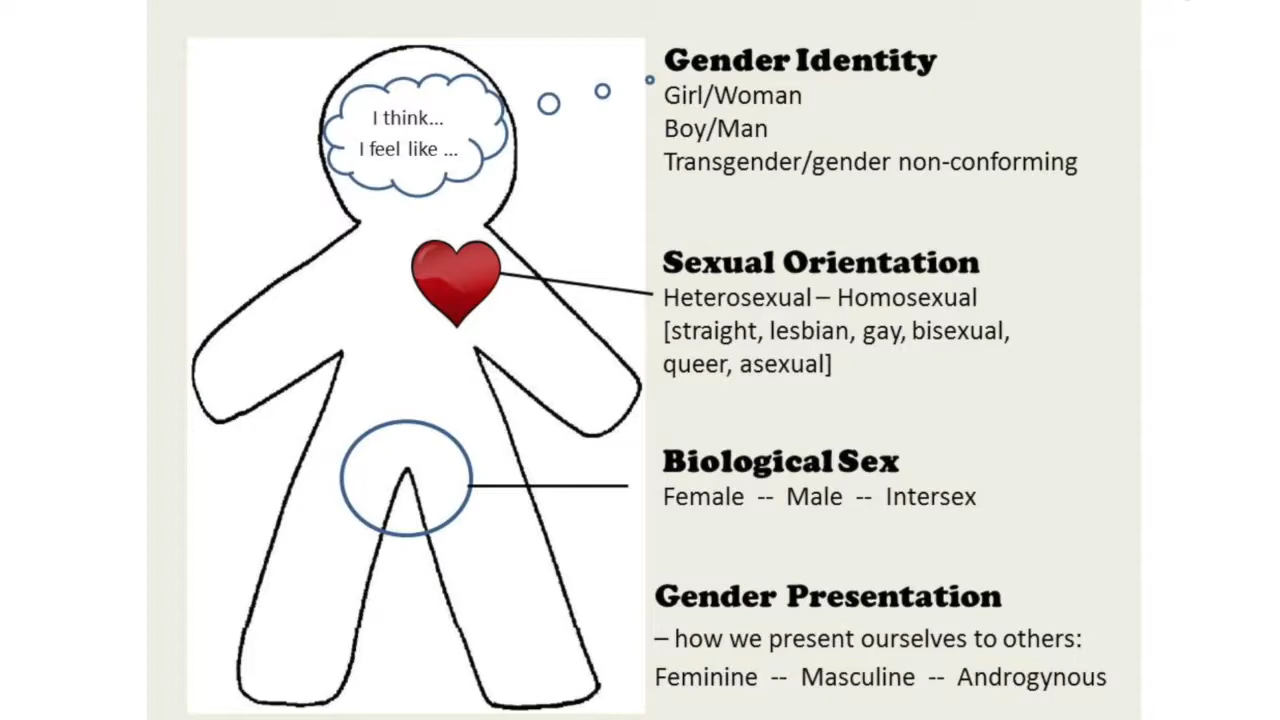 I think...
I feel like ...
Gender Identity
Girl/Woman
Boy/Man
Transgender/gender non-conforming
Sexual Orientation
Heterosexual – Homosexual
[straight, lesbian, gay, bisexual,
queer, asexual]
Biological Sex
Female -- Male -- Intersex
Gender Presentation
– how we present ourselves to others:
Feminine -- Masculine -- Androgynous